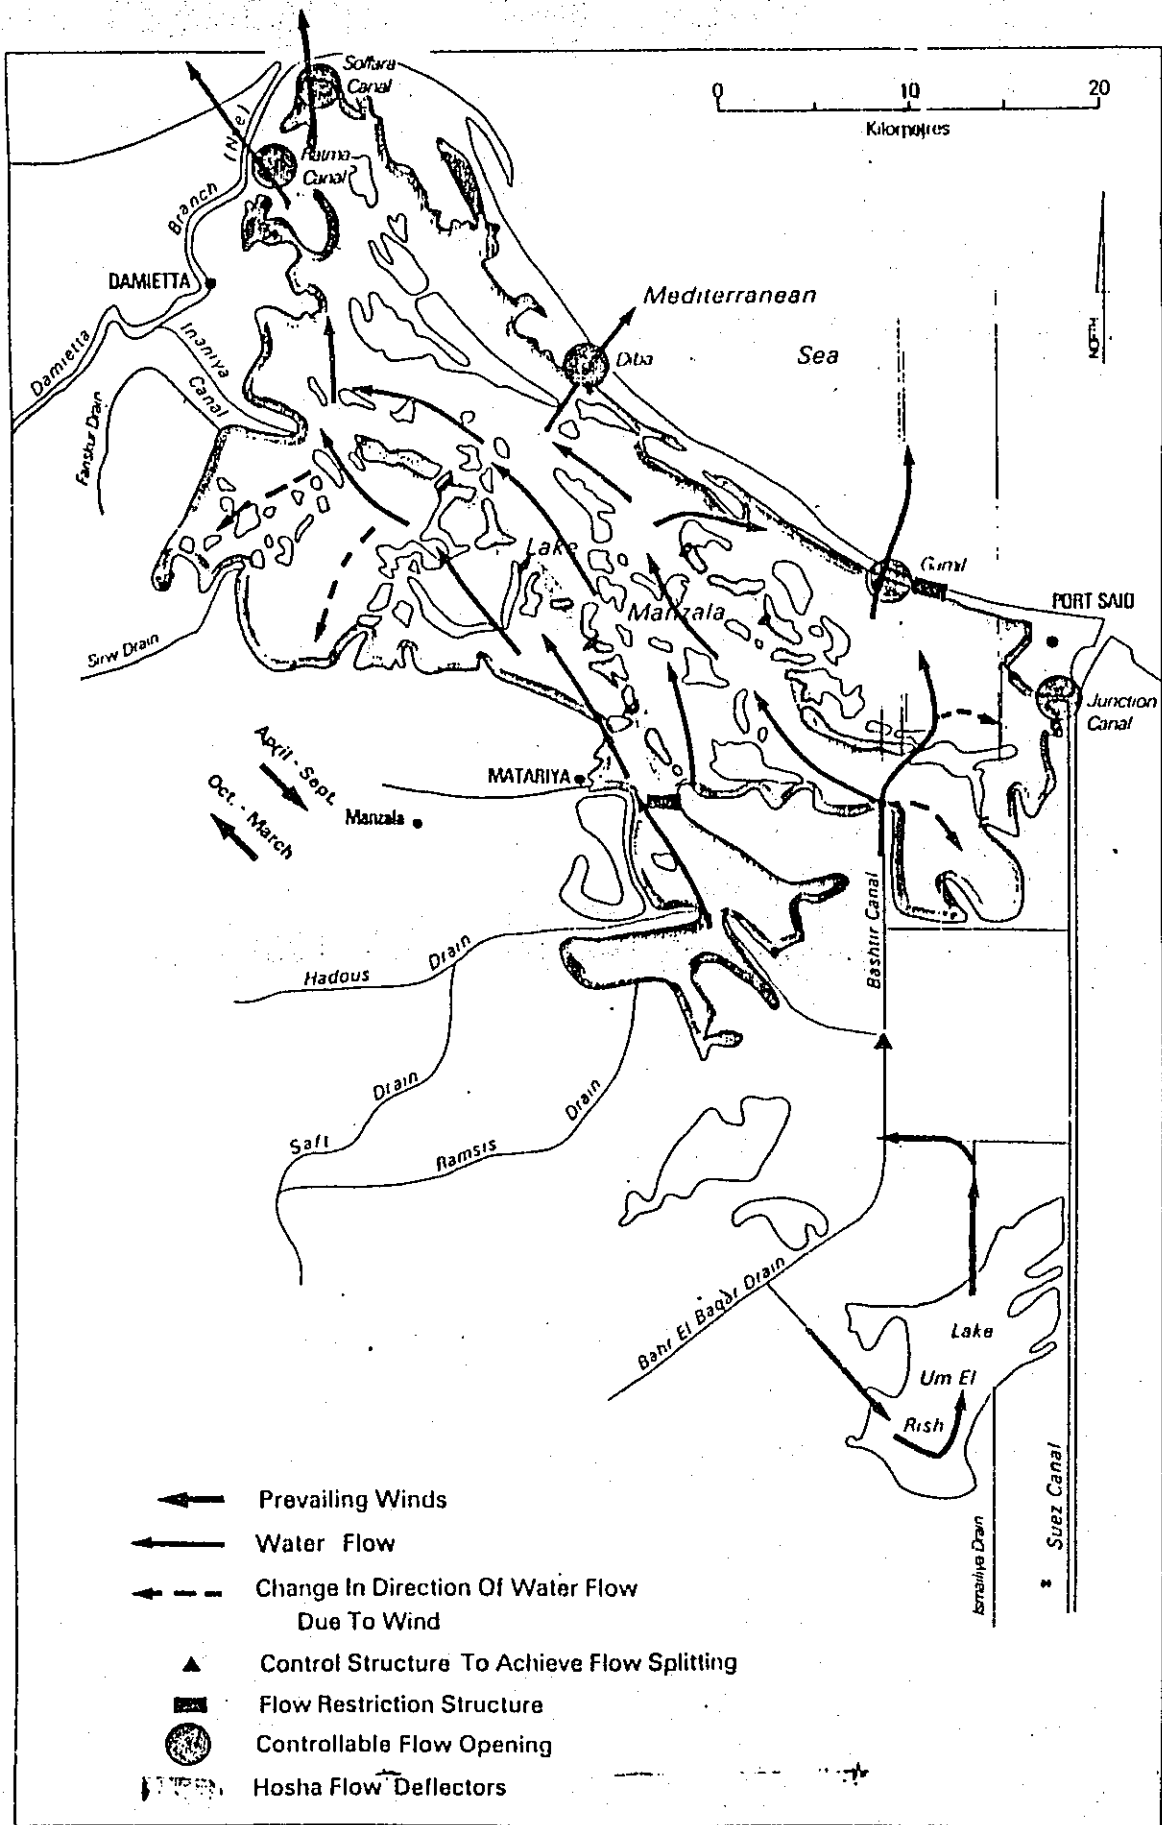 Soffara
Canal
0 10 20
Kilometres
Ratma
Canal
(Nile)
Branch
Damietta
DAMIETTA
Inaniya
Canal
Fanskur Drain
Mediterranean
Sea
NORTH
Diba
Lake
Manzala
Gamil
PORT SAID
Junction
Canal
Sirw Drain
April - Sept.
Oct. - March
MATARIYA
Manzala
Bashtir Canal
Hadous Drain
Saft Drain
Ramsis Drain
Bahr El Baqar Drain
Lake
Um El
Rish
Ismailiya Drain
Suez Canal
Prevailing Winds
Water Flow
Change In Direction Of Water Flow
Due To Wind
Control Structure To Achieve Flow Splitting
Flow Restriction Structure
Controllable Flow Opening
Hosha Flow Deflectors